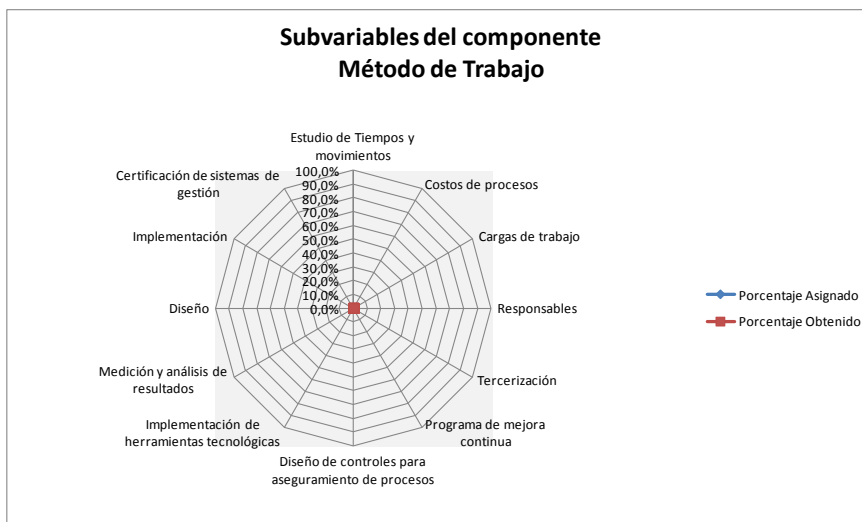 Subvariables del componente
Método de Trabajo
Estudio de Tiempos y
movimientos
Certificación de sistemas de
gestión
Costos de procesos
Implementación
Cargas de trabajo
Diseño
Responsables
Medición y análisis de
resultados
Tercerización
Implementación de
herramientas tecnológicas
Programa de mejora
continua
Diseño de controles para
aseguramiento de procesos
100,0%
90,0%
80,0%
70,0%
60,0%
50,0%
40,0%
30,0%
20,0%
10,0%
0,0%
Porcentaje Asignado
Porcentaje Obtenido